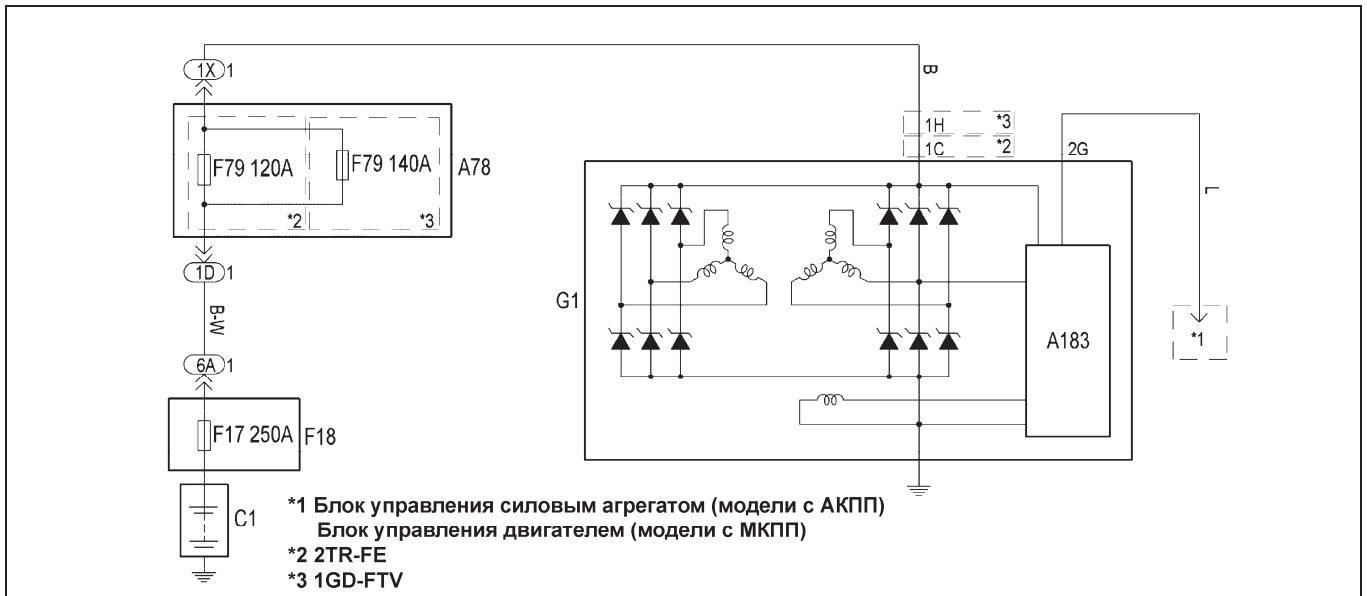 1X 1
B
1H *3
1C *2
2G
F79 120A
F79 140A
A78
*2
*3
L
1D 1
G1
B-W
A183
*1
6A 1
F17 250A
F18
C1
*1 Блок управления силовым агрегатом (модели с АКПП)
Блок управления двигателем (модели с МКПП)
*2 2TR-FE
*3 1GD-FTV